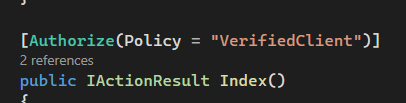 [Authorize(Policy = "VerifiedClient")]
2 references
public IActionResult Index()
{